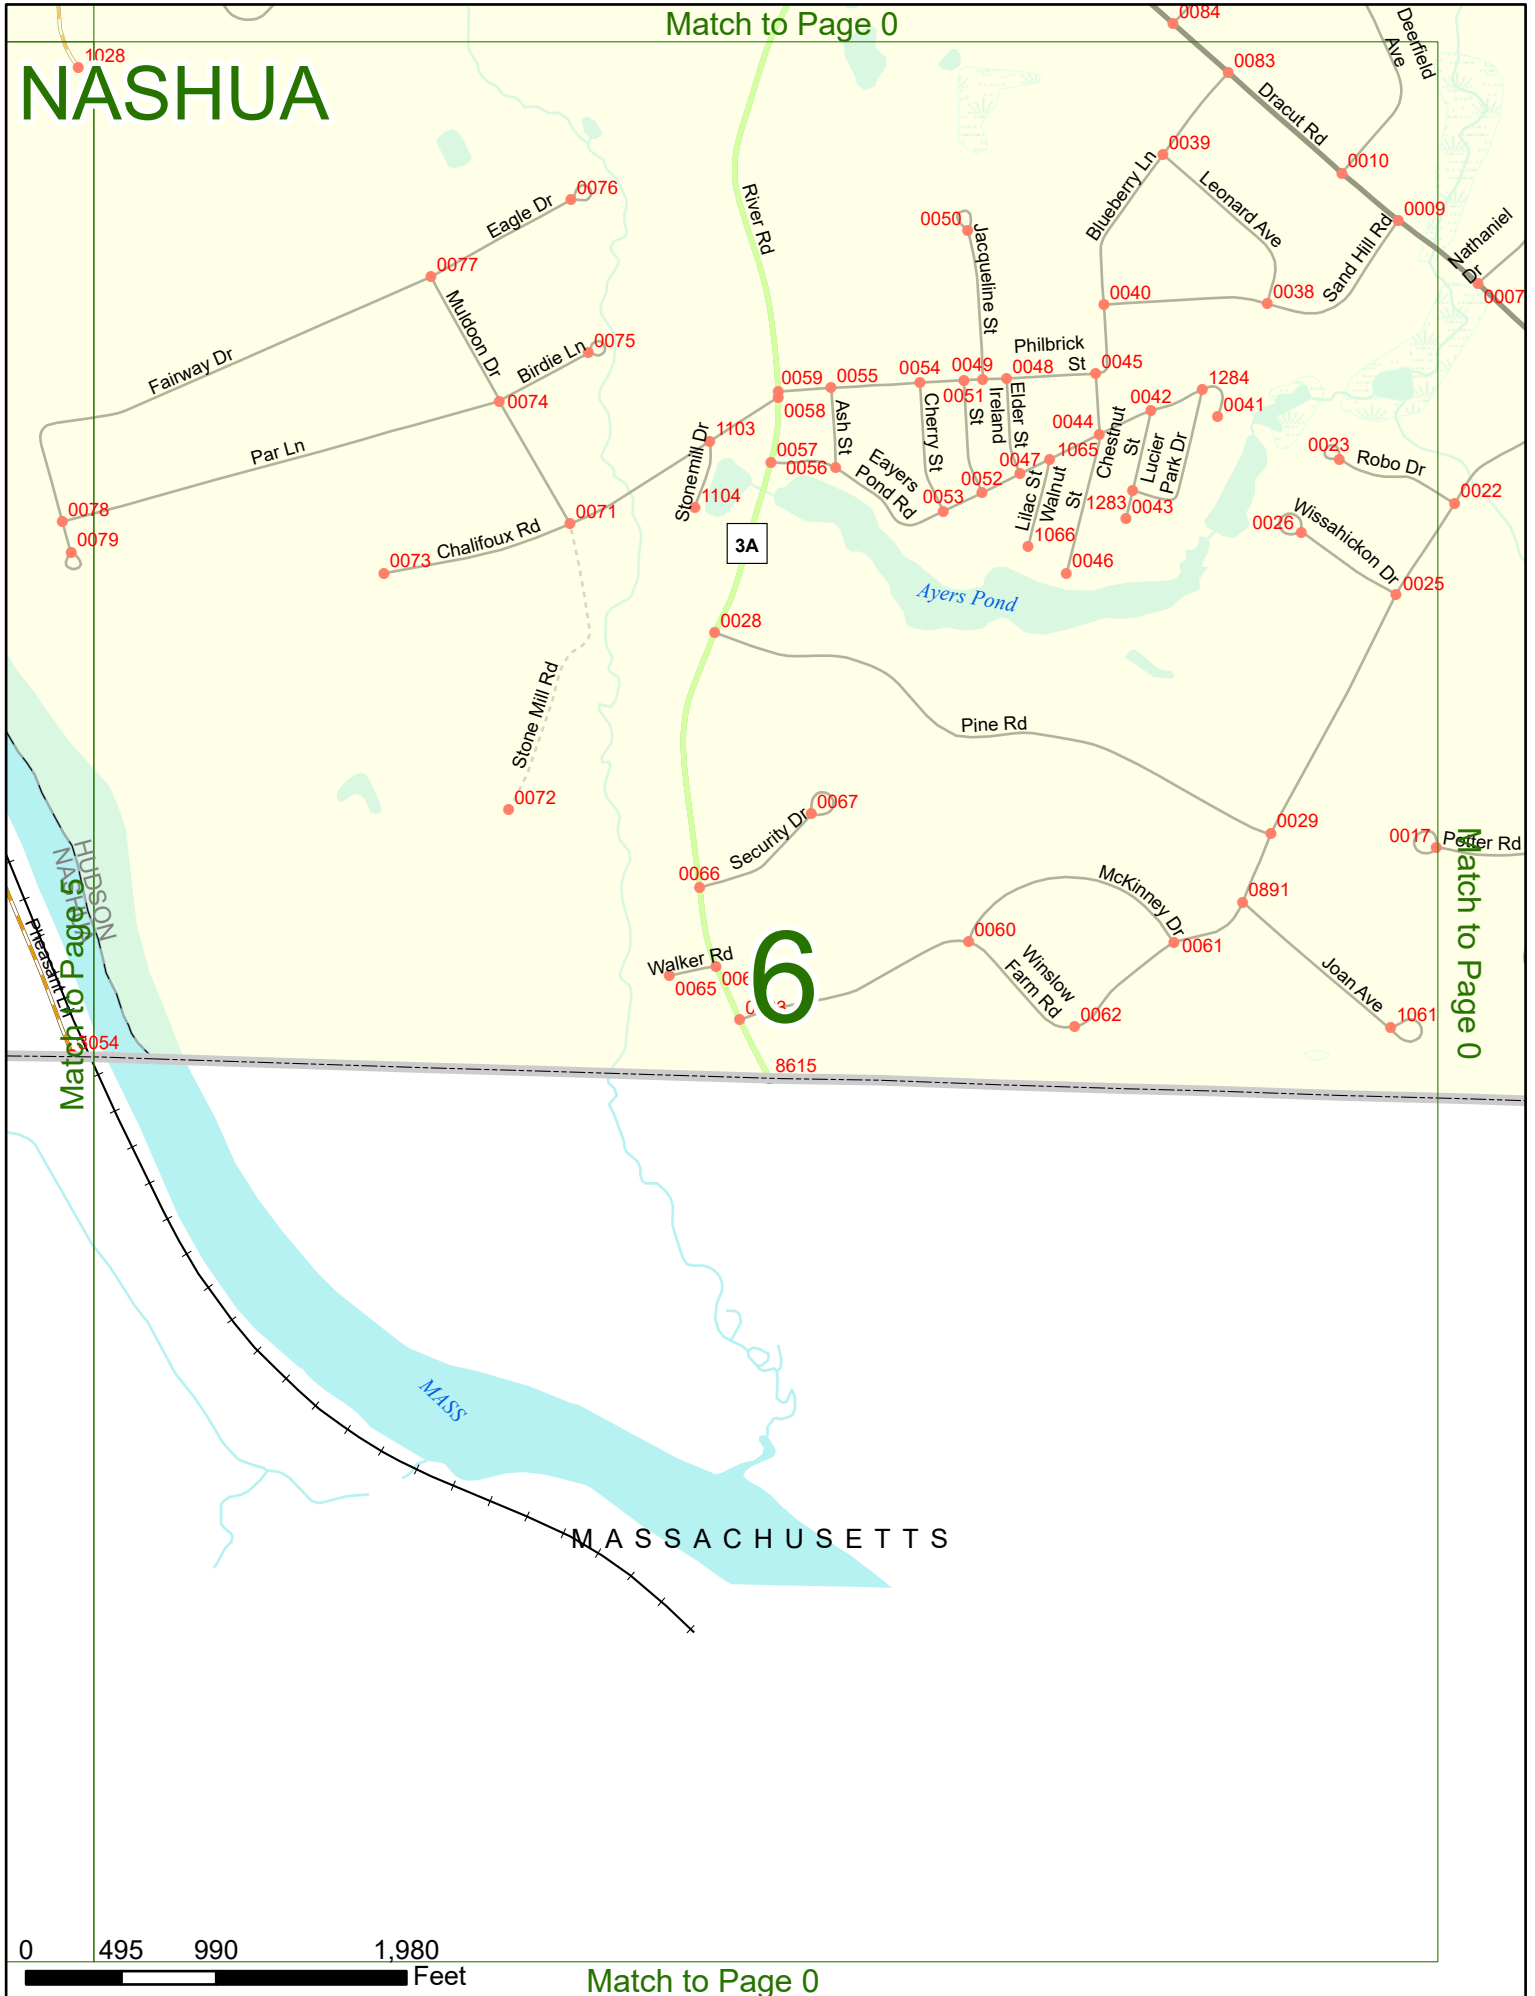 Match to Page 0
0084
Deerfield
Ave
1028
NASHUA
0083
Dracut Rd
0039
0010
Blueberry Ln
Leonard Ave
0076
Eagle Dr
River Rd
0050
Jacqueline St
0009
Sand Hill Rd
Nathaniel
Dr
0007
0077
Muldoon Dr
0040
0038
Fairway Dr
Birdie Ln
0075
Philbrick
St
0045
0059
0055
0054
0049
0048
1284
0058
0051
0074
Ash St
Cherry St
Ireland
St
Elder St
0042
0041
0044
Chestnut
St
Par Ln
Stonemill Dr
1103
0057
0056
Eayers
Pond Rd
0047
1065
Lucier
Park Dr
0023
Robo Dr
0052
Lilac St
Walnut
St
0053
1283
0043
0022
0078
0079
1104
0071
Chalifoux Rd
0073
1066
0046
0026
Wissahickon Dr
0025
3A
Ayers Pond
0028
Stone Mill Rd
Pine Rd
0072
Security Dr
0067
0029
0017
Potter Rd
HUDSON
NASHUA
0066
McKinney Dr
0891
Match to Page 5
Pheasant Ln
Match to Page 0
0060
0061
Walker Rd
0065
6
Winslow
Farm Rd
0062
Joan Ave
1061
8615
MASS
MASSACHUSETTS
0 495 990 1,980
Feet
Match to Page 0